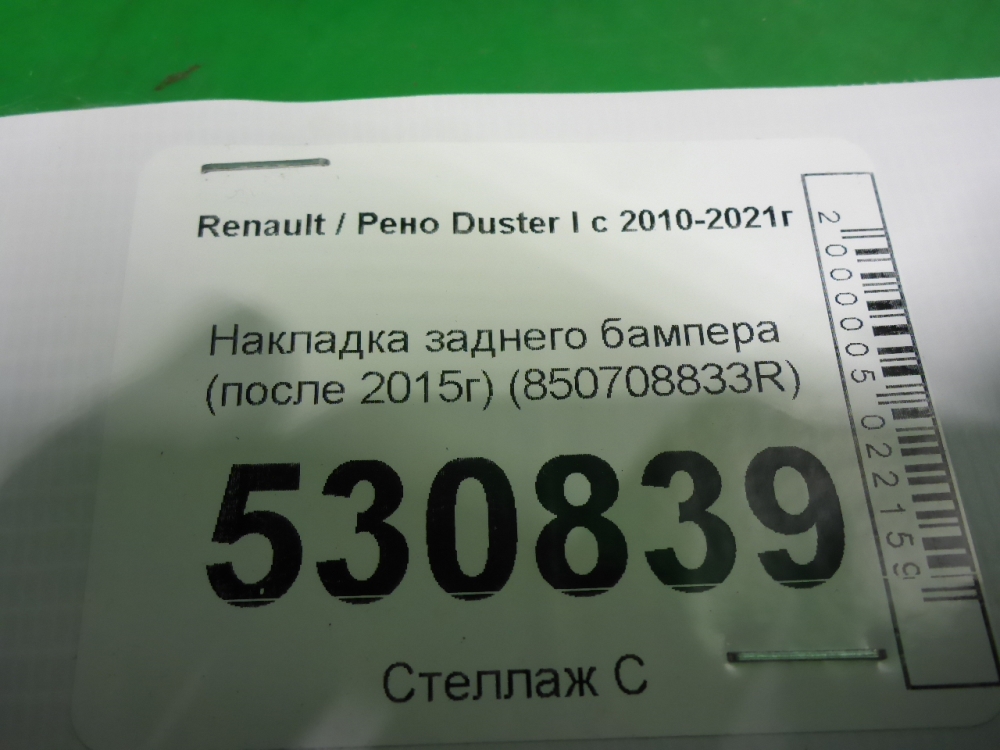 Renault / Рено Duster I с 2010-2021г
Накладка заднего бампера
(после 2015г) (850708833R)
530839
Стеллаж С
2000005022159